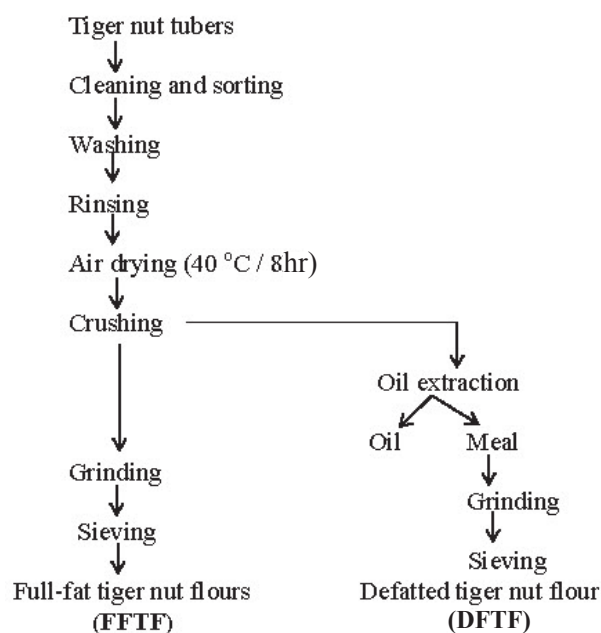 Tiger nut tubers
Cleaning and sorting
Washing
Rinsing
Air drying (40 °C / 8hr)
Crushing
Oil extraction
Oil
Meal
Grinding
Sieving
Full-fat tiger nut flours
(FFTF)
Grinding
Sieving
Defatted tiger nut flour
(DFTF)